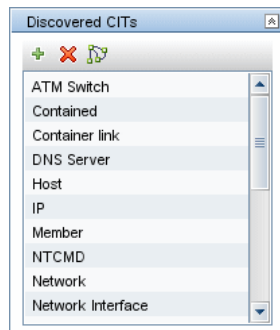 Discovered CITs
ATM Switch
Contained
Container link
DNS Server
Host
IP
Member
NTCMD
Network
Network Interface